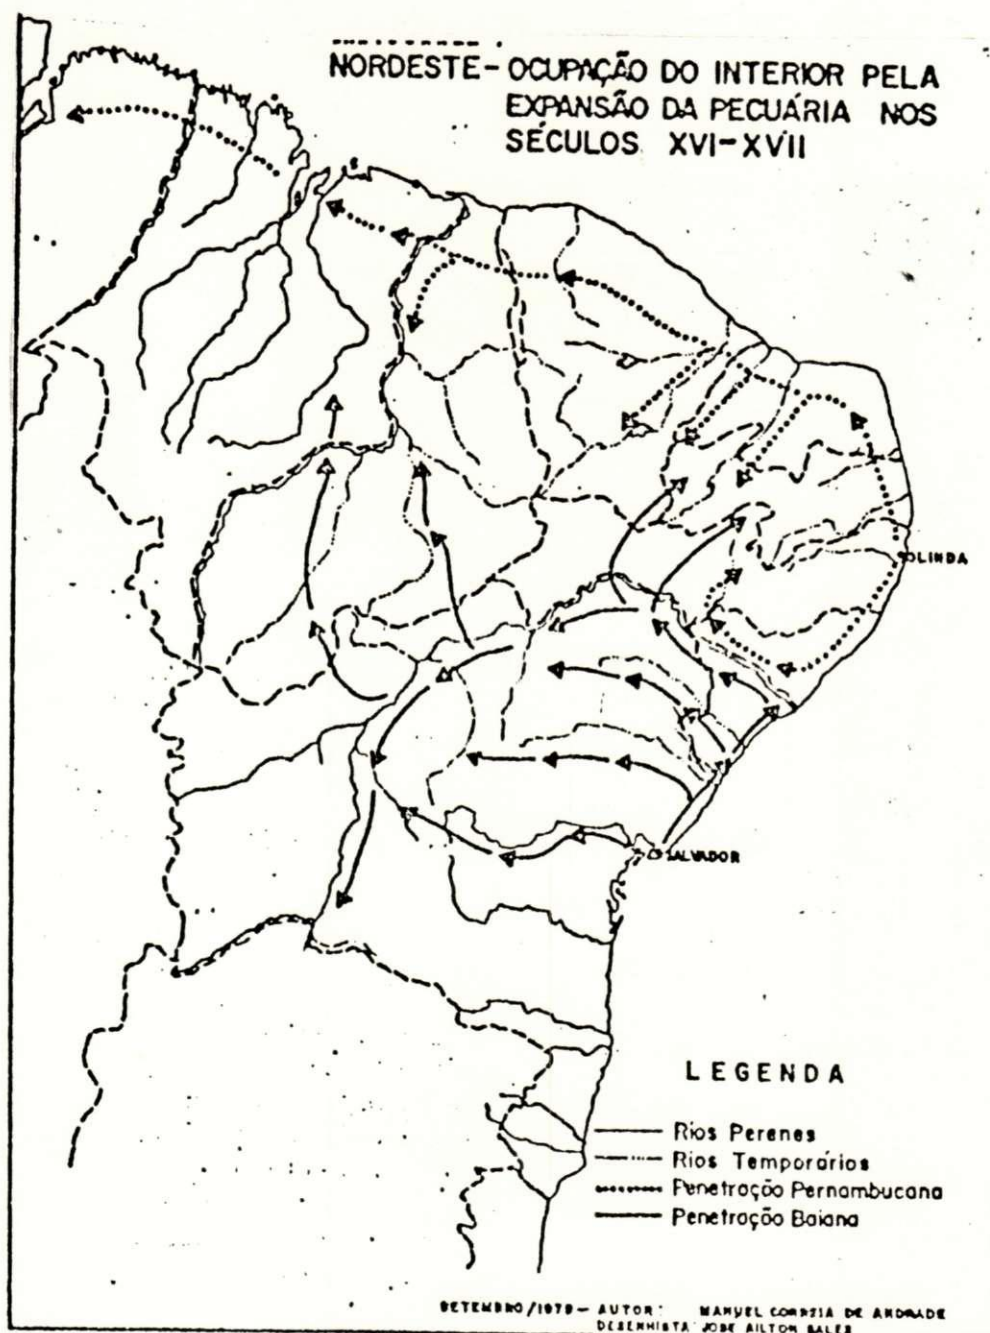 NORDESTE - OCUPAÇÃO DO INTERIOR PELA
EXPANSÃO DA PECUÁRIA NOS
SÉCULOS XVI-XVII
OLINDA
SALVADOR
LEGENDA
Rios Perenes
Rios Temporários
Penetração Pernambucana
Penetração Baiana
SETEMBRO/1979 - AUTOR: MANUEL CORREIA DE ANDRADE
DESENHISTA: JOSE AILTON SALES